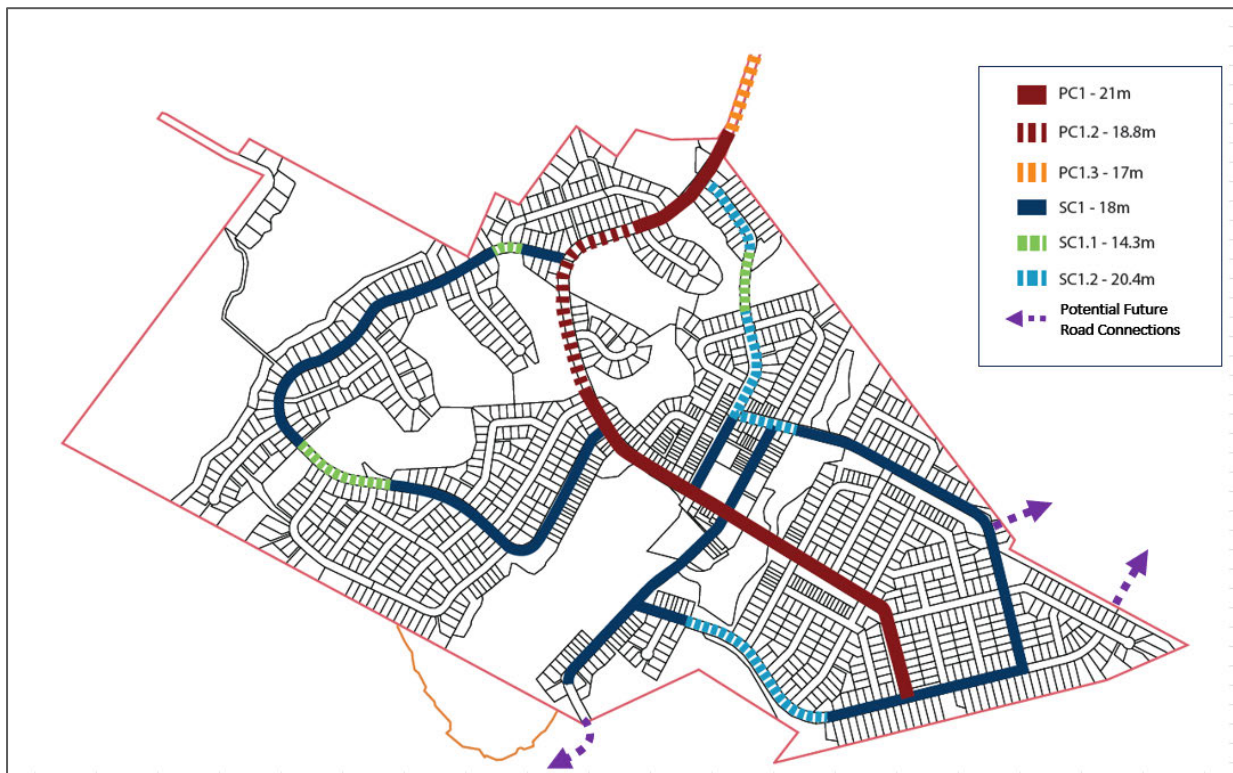 PC1 - 21m
PC1.2 - 18.8m
PC1.3 - 17m
SC1 - 18m
SC1.1 - 14.3m
SC1.2 - 20.4m
Potential Future
Road Connections